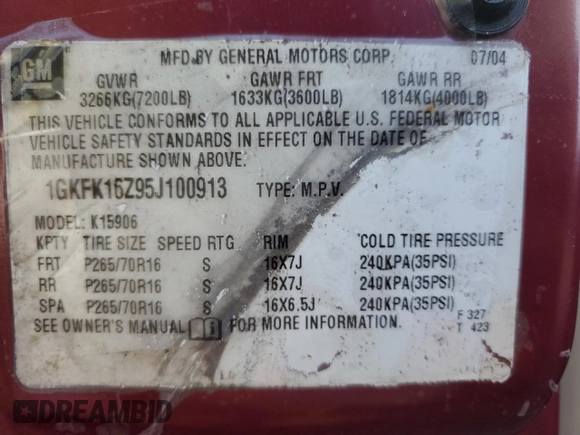 GM
MFD BY GENERAL MOTORS CORP 07/04
GVWR GAWR FRT GAWR RR
3266KG(7200LB) 1633KG(3600LB) 1814KG(4000LB)
THIS VEHICLE CONFORMS TO ALL APPLICABLE U.S. FEDERAL MOTOR
VEHICLE SAFETY STANDARDS IN EFFECT ON THE DATE OF
MANUFACTURE SHOWN ABOVE.
1GKFK16Z95J100913 TYPE: M.P.V.
MODEL: K15906
KPTY TIRE SIZE SPEED RTG RIM COLD TIRE PRESSURE
FRT P265/70R16 S 16X7J 240KPA(35PSI)
RR P265/70R16 S 16X7J 240KPA(35PSI)
SPA P265/70R16 S 16X6.5J 240KPA(35PSI)
SEE OWNER'S MANUAL FOR MORE INFORMATION. F 327
T 423
DREAMBID